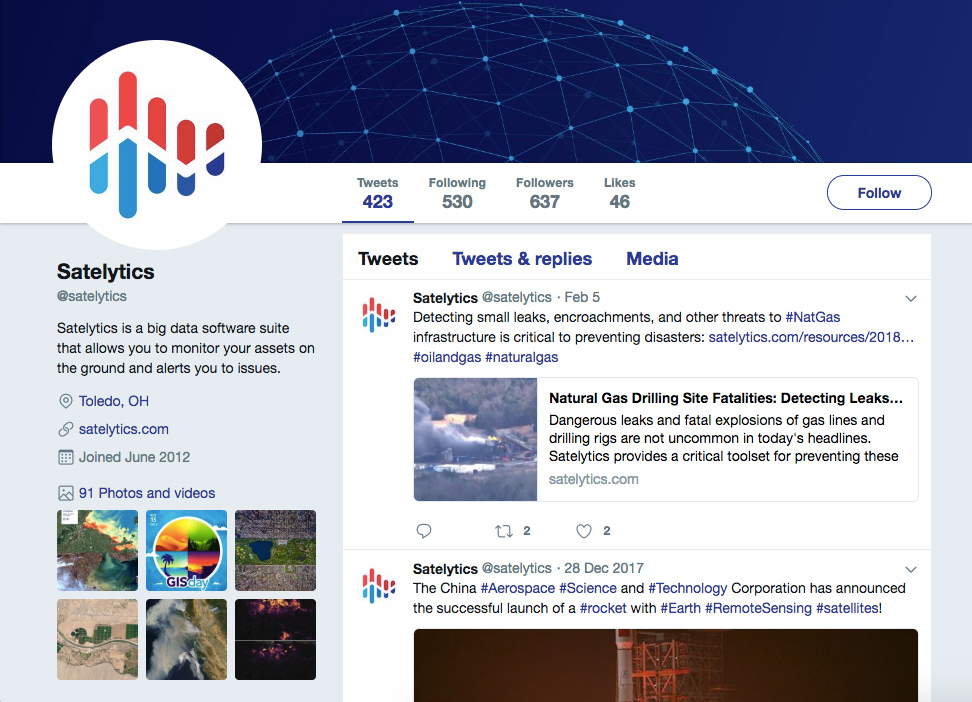 Tweets
423
Following
530
Followers
637
Likes
46
Follow
Satelytics
@satelytics
Satelytics is a big data software suite
that allows you to monitor your assets on
the ground and alerts you to issues.
Toledo, OH
satelytics.com
Joined June 2012
91 Photos and videos
GISday
Tweets Tweets & replies Media
Satelytics @satelytics · Feb 5
Detecting small leaks, encroachments, and other threats to #NatGas
infrastructure is critical to preventing disasters: satelytics.com/resources/2018…
#oilandgas #naturalgas
Natural Gas Drilling Site Fatalities: Detecting Leaks…
Dangerous leaks and fatal explosions of gas lines and
drilling rigs are not uncommon in today's headlines.
Satelytics provides a critical toolset for preventing these
satelytics.com
2 2
Satelytics @satelytics · 28 Dec 2017
The China #Aerospace #Science and #Technology Corporation has announced
the successful launch of a #rocket with #Earth #RemoteSensing #satellites!